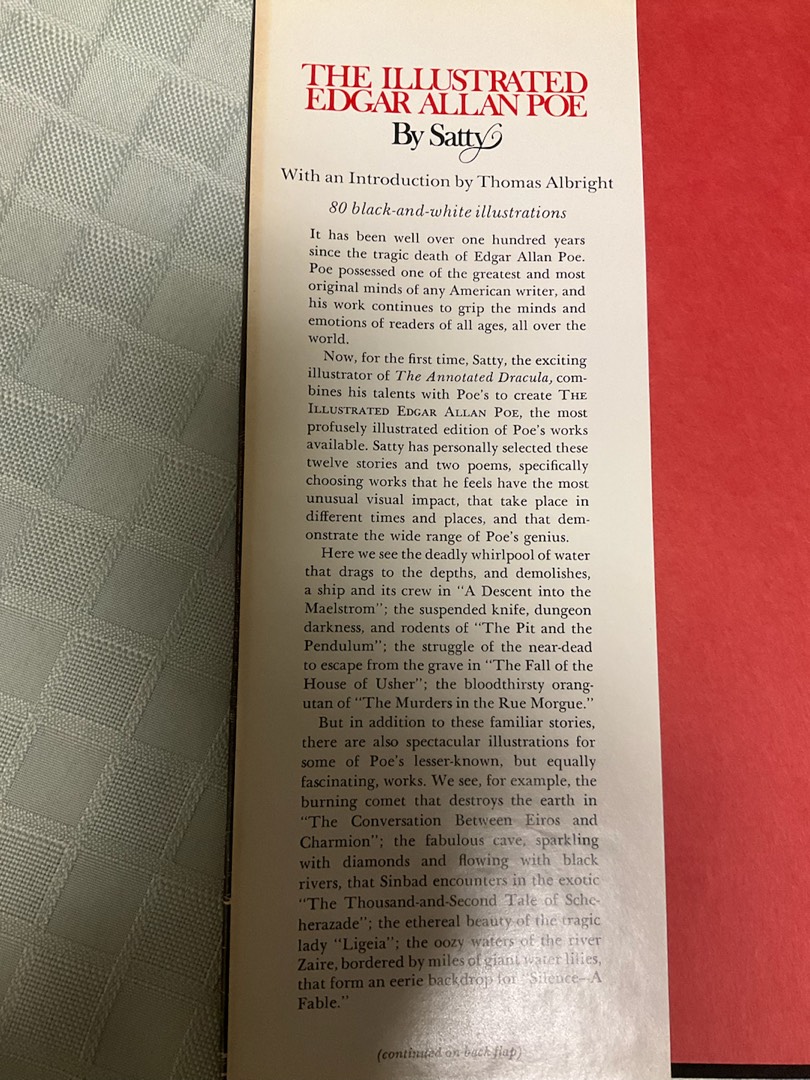 THE ILLUSTRATED
EDGAR ALLAN POE
By Satty
With an Introduction by Thomas Albright
80 black-and-white illustrations
It has been well over one hundred years
since the tragic death of Edgar Allan Poe.
Poe possessed one of the greatest and most
original minds of any American writer, and
his work continues to grip the minds and
emotions of readers of all ages, all over the
world.
Now, for the first time, Satty, the exciting
illustrator of The Annotated Dracula, com-
bines his talents with Poe's to create THE
ILLUSTRATED EDGAR ALLAN POE, the most
profusely illustrated edition of Poe's works
available. Satty has personally selected these
twelve stories and two poems, specifically
choosing works that he feels have the most
unusual visual impact, that take place in
different times and places, and that dem-
onstrate the wide range of Poe's genius.
Here we see the deadly whirlpool of water
that drags to the depths, and demolishes,
a ship and its crew in "A Descent into the
Maelstrom"; the suspended knife, dungeon
darkness, and rodents of "The Pit and the
Pendulum"; the struggle of the near-dead
to escape from the grave in "The Fall of the
House of Usher"; the bloodthirsty orang-
utan of "The Murders in the Rue Morgue."
But in addition to these familiar stories,
there are also spectacular illustrations for
some of Poe's lesser-known, but equally
fascinating, works. We see, for example, the
burning comet that destroys the earth in
"The Conversation Between Eiros and
Charmion"; the fabulous cave, sparkling
with diamonds and flowing with black
rivers, that Sinbad encounters in the exotic
"The Thousand-and-Second Tale of Sche-
herazade"; the ethereal beauty of the tragic
lady "Ligeia"; the oozy waters of the river
Zaire, bordered by miles of giant water lilies,
that form an eerie backdrop for "Silence—A
Fable."
(continued on back flap)